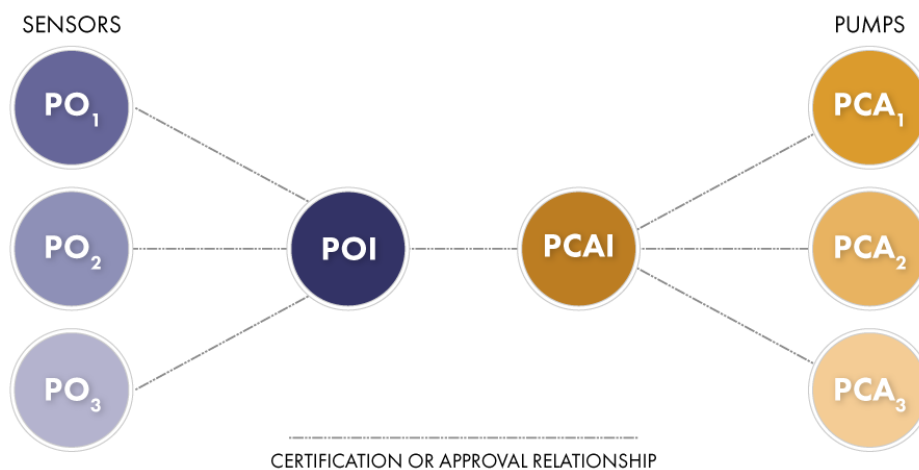 SENSORS
PUMPS
PO₁
PCA₁
PO₂
POI
PCAI
PCA₂
PO₃
PCA₃
CERTIFICATION OR APPROVAL RELATIONSHIP